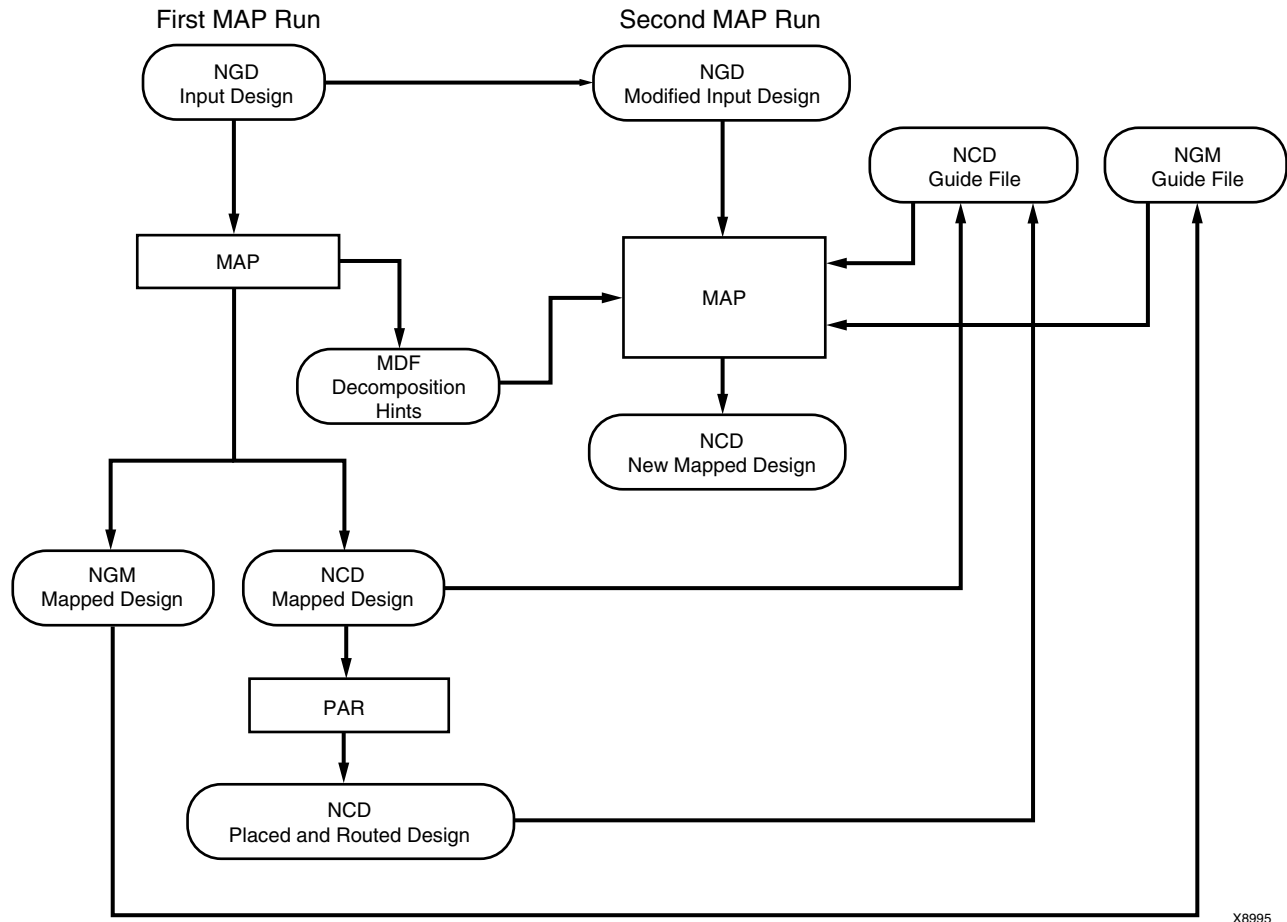 First MAP Run
Second MAP Run
NGD
Input Design
NGD
Modified Input Design
NCD
Guide File
NGM
Guide File
MAP
MAP
MDF
Decomposition
Hints
NCD
New Mapped Design
NGM
Mapped Design
NCD
Mapped Design
PAR
NCD
Placed and Routed Design
X8995